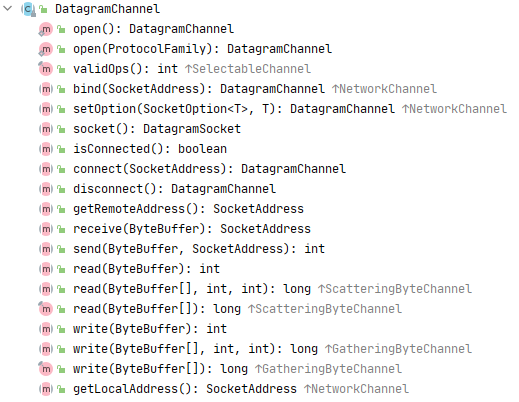 DatagramChannel
open(): DatagramChannel
open(ProtocolFamily): DatagramChannel
validOps(): int ↑SelectableChannel
bind(SocketAddress): DatagramChannel ↑NetworkChannel
setOption(SocketOption<T>, T): DatagramChannel ↑NetworkChannel
socket(): DatagramSocket
isConnected(): boolean
connect(SocketAddress): DatagramChannel
disconnect(): DatagramChannel
getRemoteAddress(): SocketAddress
receive(ByteBuffer): SocketAddress
send(ByteBuffer, SocketAddress): int
read(ByteBuffer): int
read(ByteBuffer[], int, int): long ↑ScatteringByteChannel
read(ByteBuffer[]): long ↑ScatteringByteChannel
write(ByteBuffer): int
write(ByteBuffer[], int, int): long ↑GatheringByteChannel
write(ByteBuffer[]): long ↑GatheringByteChannel
getLocalAddress(): SocketAddress ↑NetworkChannel